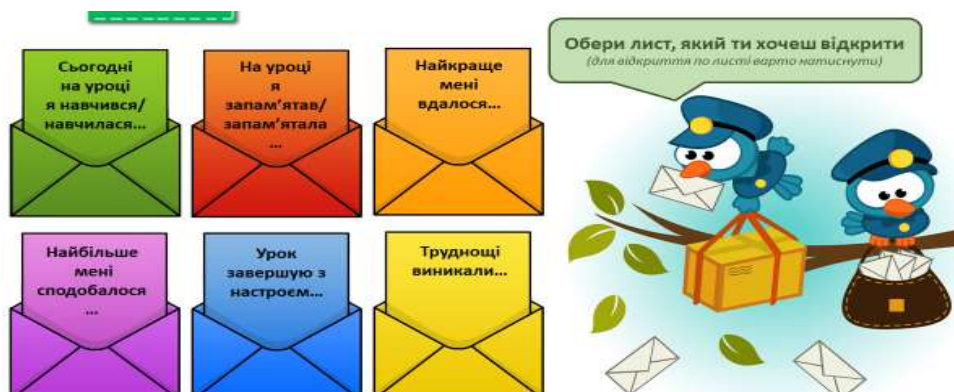 Сьогодні
на уроці
я навчився/
навчилася...
На уроці
я
запам'ятав/
запам'ятала
...
Найкраще
мені
вдалося...
Обери лист, який ти хочеш відкрити
(для відкриття по листі варто натиснути)
Найбільше
мені
сподобалося
...
Урок
завершую з
настроєм...
Труднощі
виникали...